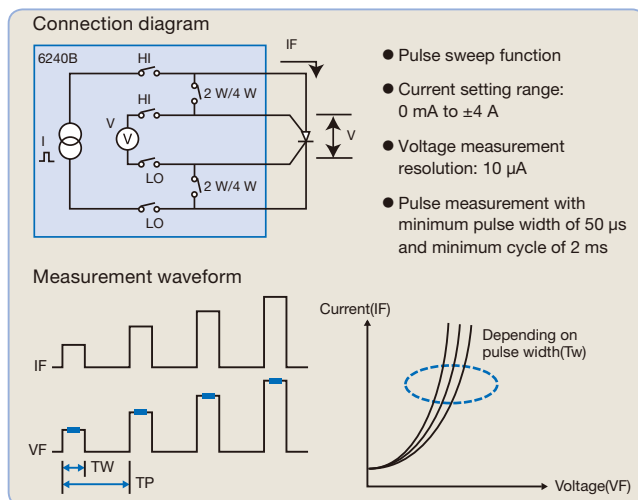 Connection diagram
6240B
HI
IF
2 W/4 W
HI
V
V
V
I
LO
2 W/4 W
LO
● Pulse sweep function
● Current setting range:
0 mA to ±4 A
● Voltage measurement
resolution: 10 µA
● Pulse measurement with
minimum pulse width of 50 µs
and minimum cycle of 2 ms
Measurement waveform
IF
VF
TW
TP
Current(IF)
Depending on
pulse width(Tw)
Voltage(VF)